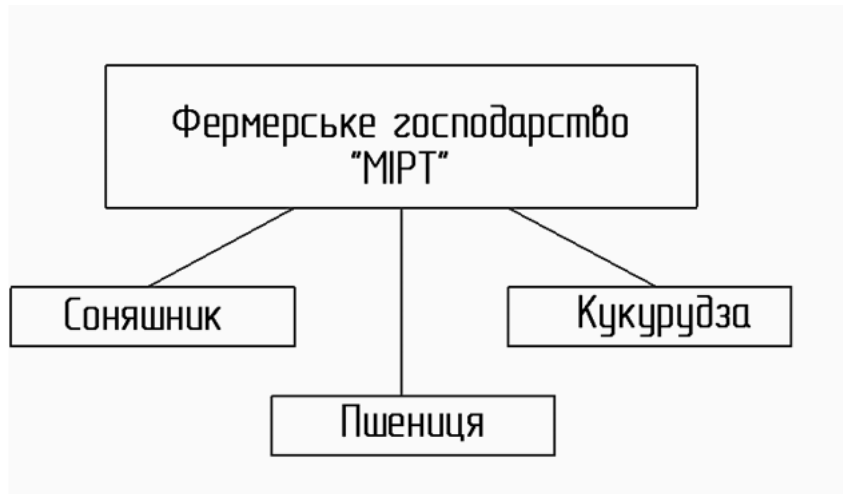 Фермерське господарство
"МІРТ"
Соняшник
Кукурудза
Пшениця